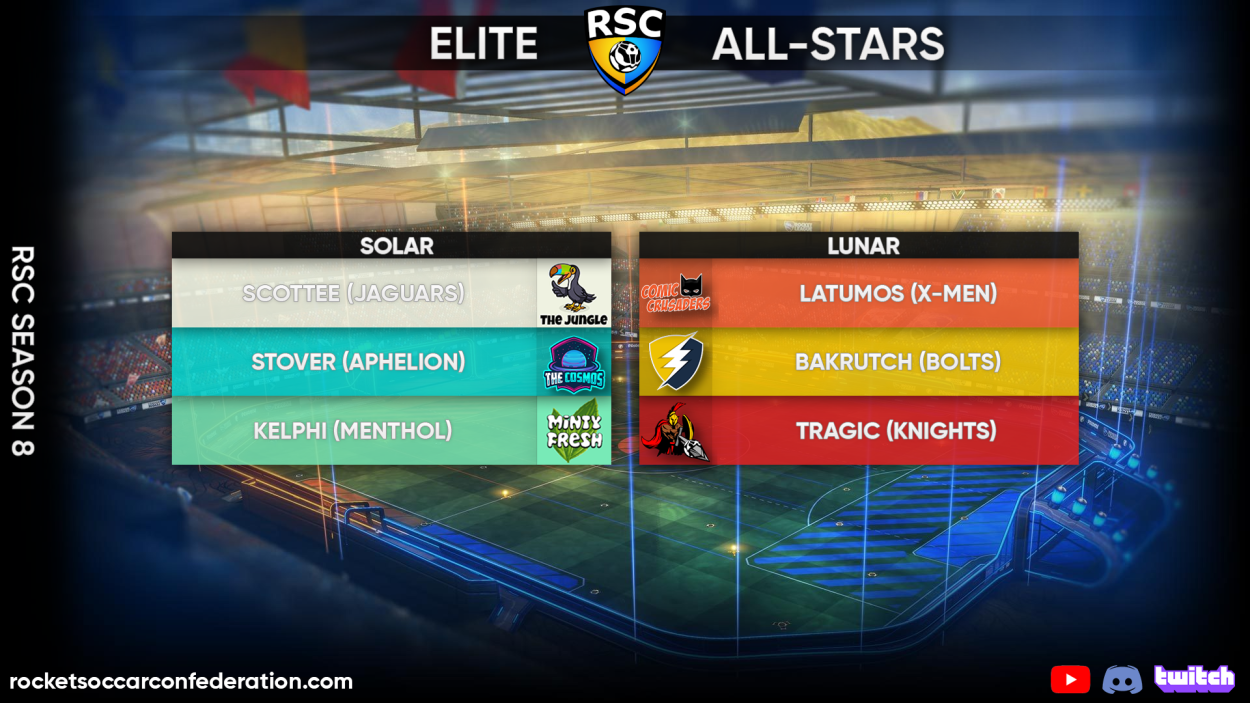 ELITE
RSC
ALL-STARS
RSC SEASON 8
SOLAR
SCOTTEE (JAGUARS)
THE JUNGLE
STOVER (APHELION)
THE COSMOS
KELPHI (MENTHOL)
MINTY
FRESH
LUNAR
COMIC
CRUSADERS
LATUMOS (X-MEN)
BAKRUTCH (BOLTS)
TRAGIC (KNIGHTS)
rocketsoccarconfederation.com
twitch